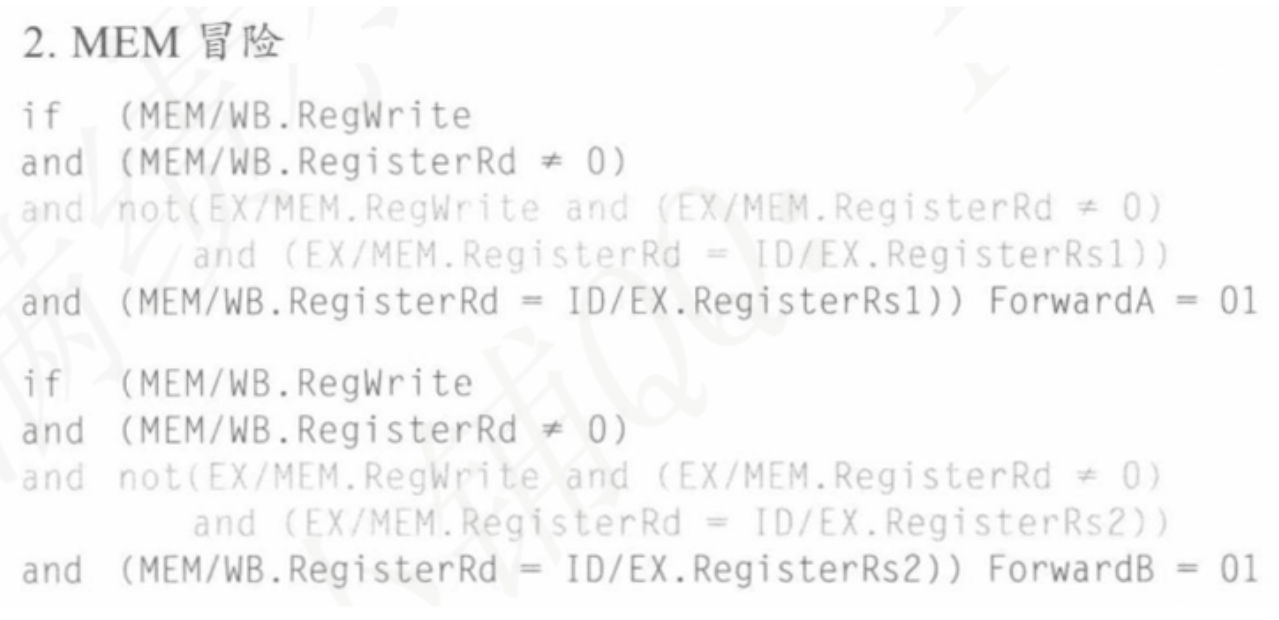 2. MEM 冒险
if (MEM/WB.RegWrite
and (MEM/WB.RegisterRd ≠ 0)
and not(EX/MEM.RegWrite and (EX/MEM.RegisterRd ≠ 0)
and (EX/MEM.RegisterRd = ID/EX.RegisterRs1))
and (MEM/WB.RegisterRd = ID/EX.RegisterRs1)) ForwardA = 01
if (MEM/WB.RegWrite
and (MEM/WB.RegisterRd ≠ 0)
and not(EX/MEM.RegWrite and (EX/MEM.RegisterRd ≠ 0)
and (EX/MEM.RegisterRd = ID/EX.RegisterRs2))
and (MEM/WB.RegisterRd = ID/EX.RegisterRs2)) ForwardB = 01